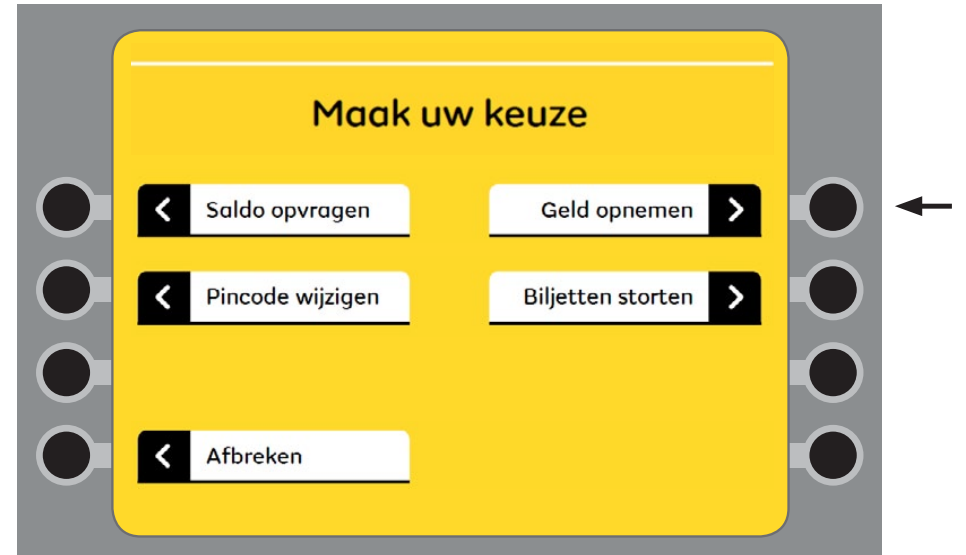 Maak uw keuze
Saldo opvragen
Geld opnemen
Pincode wijzigen
Biljetten storten
Afbreken